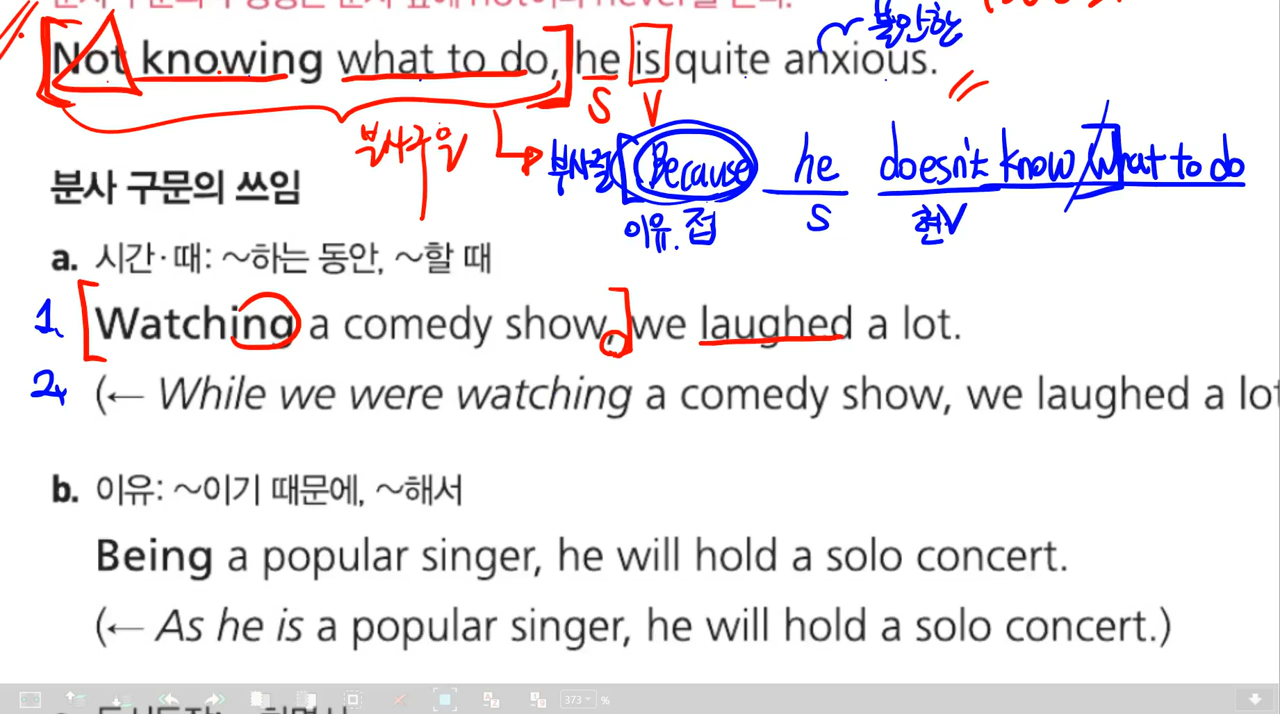 Not knowing what to do, he is quite anxious.
불안한
S V
분사구문
부사절 Because he doesn't know what to do
이유.접 S 현V
분사 구문의 쓰임
a. 시간·때: ~하는 동안, ~할 때
1. Watching a comedy show, we laughed a lot.
2. (← While we were watching a comedy show, we laughed a lot
b. 이유: ~이기 때문에, ~해서
Being a popular singer, he will hold a solo concert.
(← As he is a popular singer, he will hold a solo concert.)
373 %